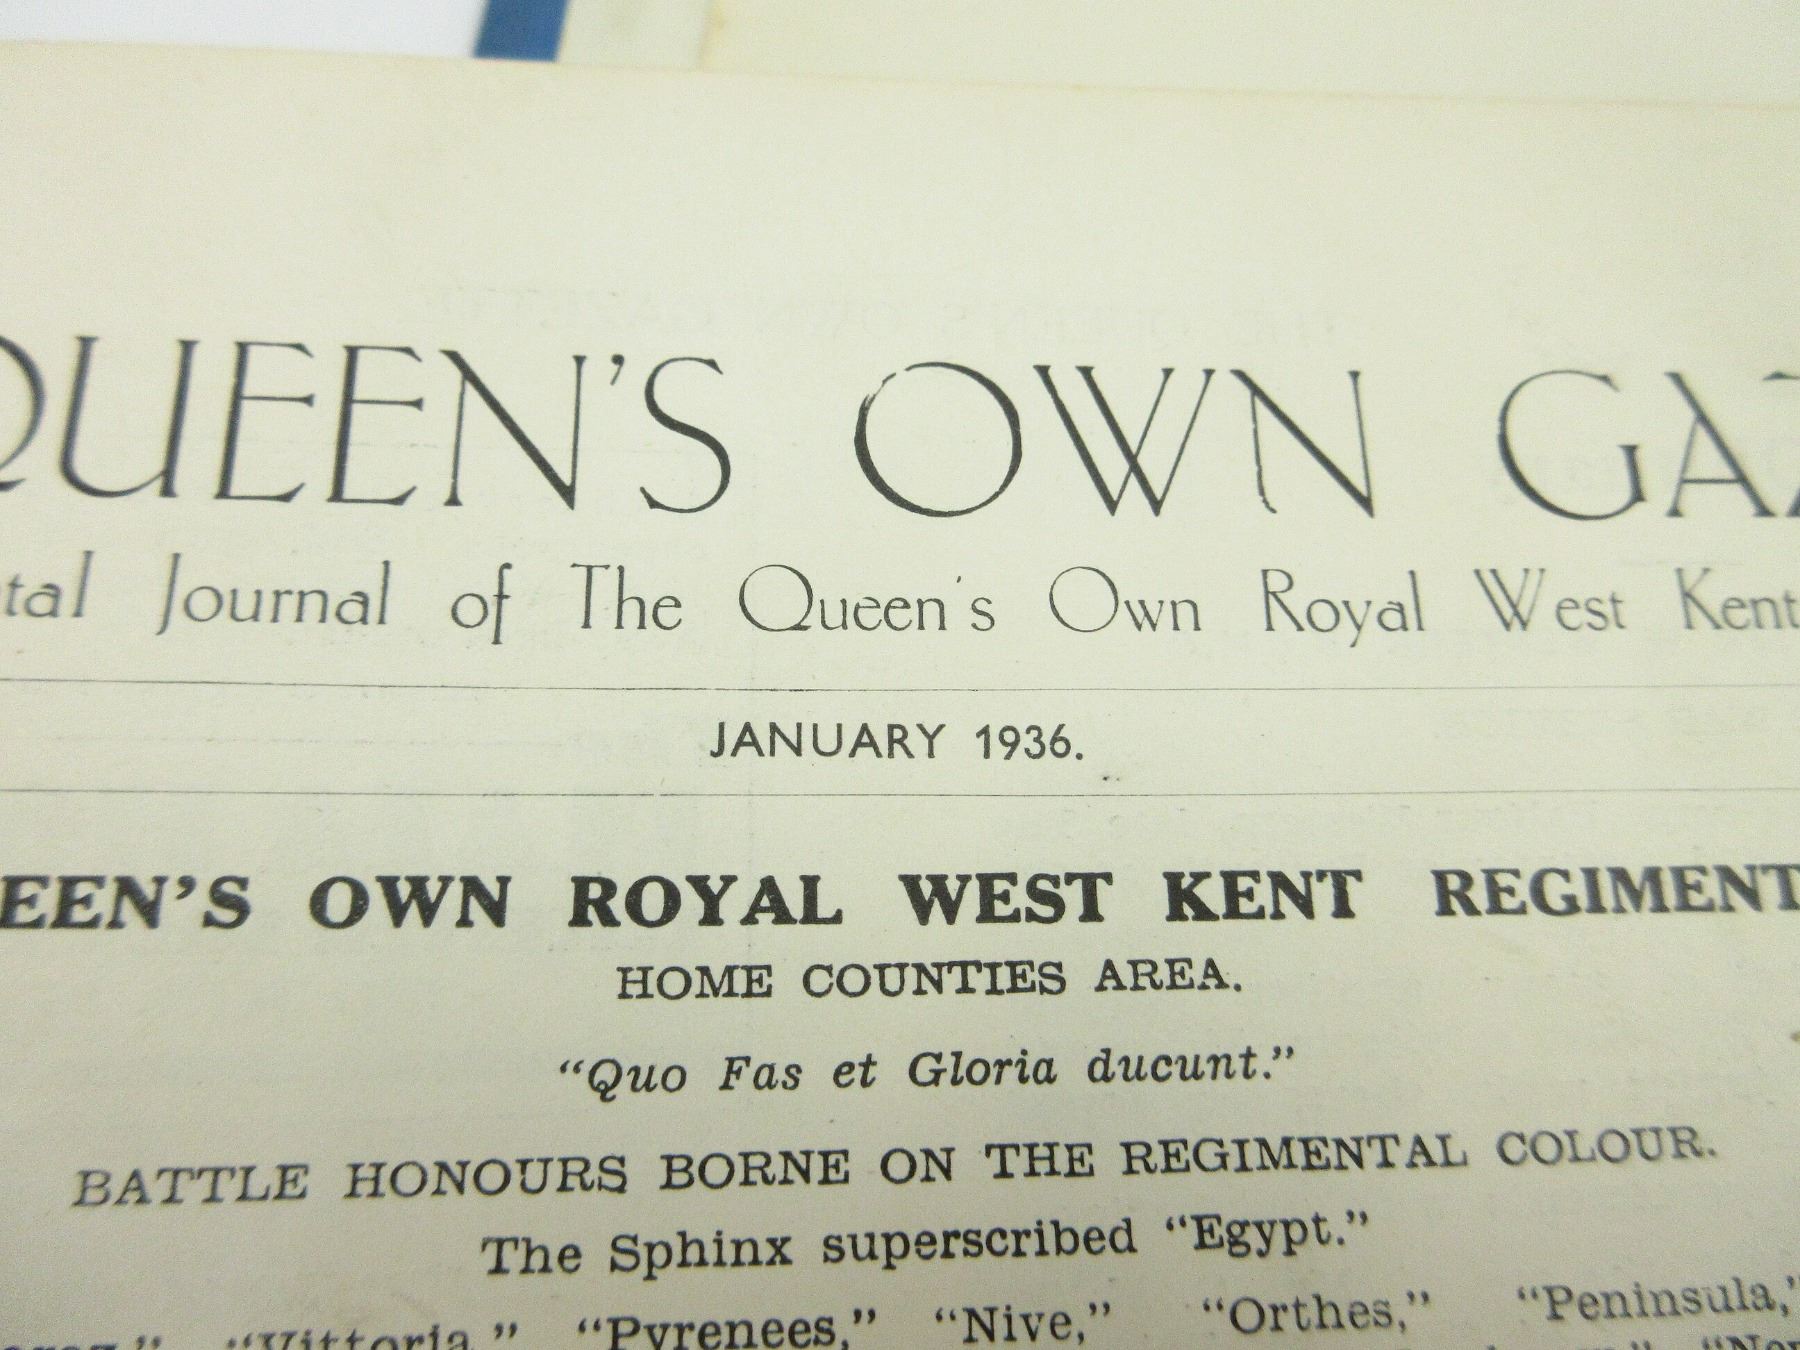 QUEEN'S OWN GAZ
tal Journal of The Queen's Own Royal West Kent
JANUARY 1936.
EEN'S OWN ROYAL WEST KENT REGIMENT
HOME COUNTIES AREA.
"Quo Fas et Gloria ducunt."
BATTLE HONOURS BORNE ON THE REGIMENTAL COLOUR.
The Sphinx superscribed "Egypt."
"Vittoria," "Pyrenees," "Nive," "Orthes," "Peninsula,"